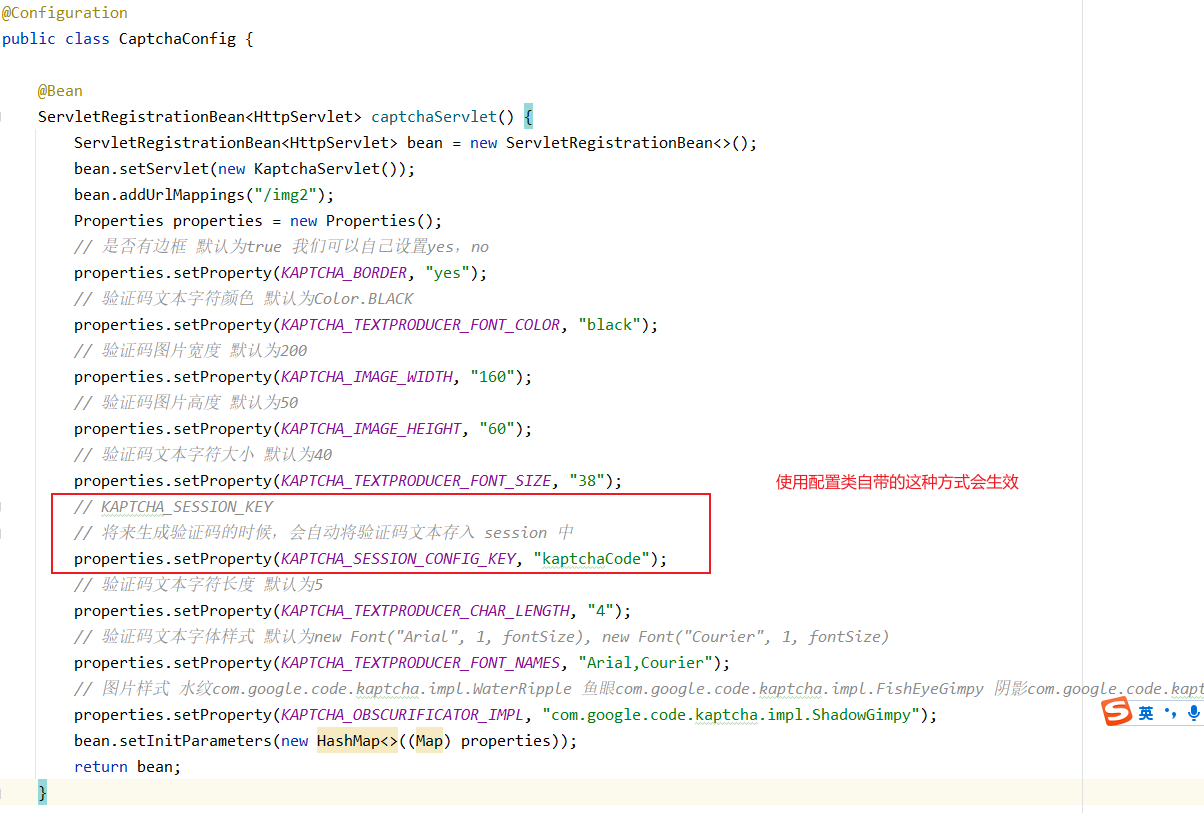 @Configuration
public class CaptchaConfig {
@Bean
ServletRegistrationBean<HttpServlet> captchaServlet() {
ServletRegistrationBean<HttpServlet> bean = new ServletRegistrationBean<>();
bean.setServlet(new KaptchaServlet());
bean.addUrlMappings("/img2");
Properties properties = new Properties();
// 是否有边框 默认为true 我们可以自己设置yes，no
properties.setProperty(KAPTCHA_BORDER, "yes");
// 验证码文本字符颜色 默认为Color.BLACK
properties.setProperty(KAPTCHA_TEXTPRODUCER_FONT_COLOR, "black");
// 验证码图片宽度 默认为200
properties.setProperty(KAPTCHA_IMAGE_WIDTH, "160");
// 验证码图片高度 默认为50
properties.setProperty(KAPTCHA_IMAGE_HEIGHT, "60");
// 验证码文本字符大小 默认为40
properties.setProperty(KAPTCHA_TEXTPRODUCER_FONT_SIZE, "38");
使用配置类自带的这种方式会生效
// KAPTCHA_SESSION_KEY
// 将来生成验证码的时候，会自动将验证码文本存入 session 中
properties.setProperty(KAPTCHA_SESSION_CONFIG_KEY, "kaptchaCode");
// 验证码文本字符长度 默认为5
properties.setProperty(KAPTCHA_TEXTPRODUCER_CHAR_LENGTH, "4");
// 验证码文本字体样式 默认为new Font("Arial", 1, fontSize), new Font("Courier", 1, fontSize)
properties.setProperty(KAPTCHA_TEXTPRODUCER_FONT_NAMES, "Arial,Courier");
// 图片样式 水纹com.google.code.kaptcha.impl.WaterRipple 鱼眼com.google.code.kaptcha.impl.FishEyeGimpy 阴影com.google.code.kapt
properties.setProperty(KAPTCHA_OBSCURIFICATOR_IMPL, "com.google.code.kaptcha.impl.ShadowGimpy");
英
bean.setInitParameters(new HashMap<>((Map) properties));
return bean;
}